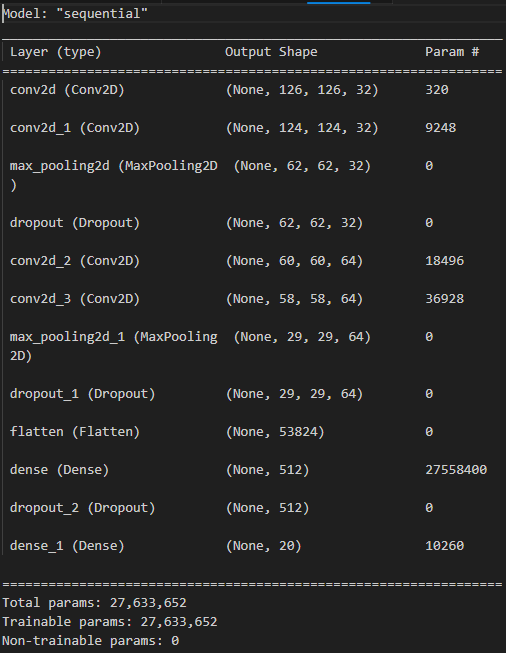 Model: "sequential"
_________________________________________________________________
Layer (type) Output Shape Param #
=================================================================
conv2d (Conv2D) (None, 126, 126, 32) 320
conv2d_1 (Conv2D) (None, 124, 124, 32) 9248
max_pooling2d (MaxPooling2D (None, 62, 62, 32) 0
)
dropout (Dropout) (None, 62, 62, 32) 0
conv2d_2 (Conv2D) (None, 60, 60, 64) 18496
conv2d_3 (Conv2D) (None, 58, 58, 64) 36928
max_pooling2d_1 (MaxPooling (None, 29, 29, 64) 0
2D)
dropout_1 (Dropout) (None, 29, 29, 64) 0
flatten (Flatten) (None, 53824) 0
dense (Dense) (None, 512) 27558400
dropout_2 (Dropout) (None, 512) 0
dense_1 (Dense) (None, 20) 10260
=================================================================
Total params: 27,633,652
Trainable params: 27,633,652
Non-trainable params: 0